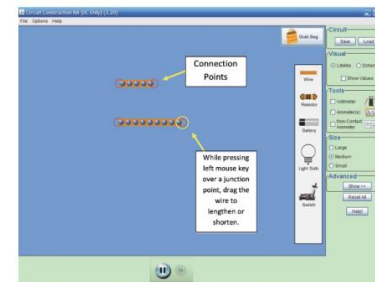 Circuit Construction Kit (DC Only) (3.20)
File Options Help
Connection
Points
While pressing
left mouse key
over a junction
point, drag the
wire to
lengthen or
shorten.
Grab Bag
Wire
Resistor
Battery
Light Bulb
Switch
Circuit
Save Load
Visual
Lifelike
Show Values
Tools
Voltmeter
Ammeter(s)
Non-Contact
Ammeter
Size
Large
Medium
Small
Advanced
Show >>
Reset All
Help!